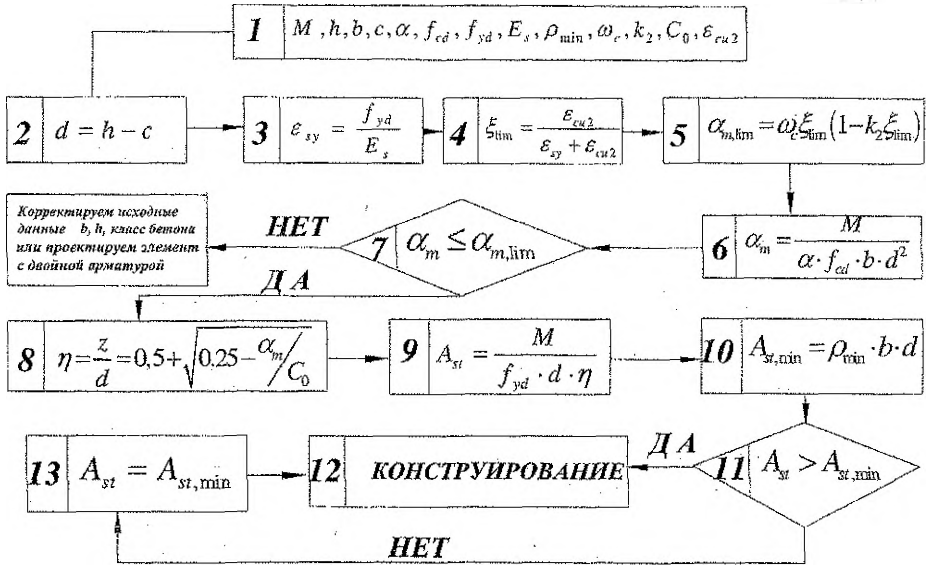 1 M, h, b, c, α, f_cd, f_yd, E_s, ρ_min, ω_c, k_2, C_0, ε_cu2
2 d = h − c
3 ε_sy = f_yd / E_s
4 ξ_lim = ε_cu2 / (ε_sy + ε_cu2)
5 α_m,lim = ω_c ξ_lim (1 − k_2 ξ_lim)
6 α_m = M / (α · f_cd · b · d²)
7 α_m ≤ α_m,lim
НЕТ
Корректируем исходные
данные b, h, класс бетона
или проектируем элемент
с двойной арматурой
ДА
8 η = z/d = 0,5 + √(0,25 − α_m/C_0)
9 A_st = M / (f_yd · d · η)
10 A_st,min = ρ_min · b · d
11 A_st > A_st,min
ДА
12 КОНСТРУИРОВАНИЕ
13 A_st = A_st,min
НЕТ